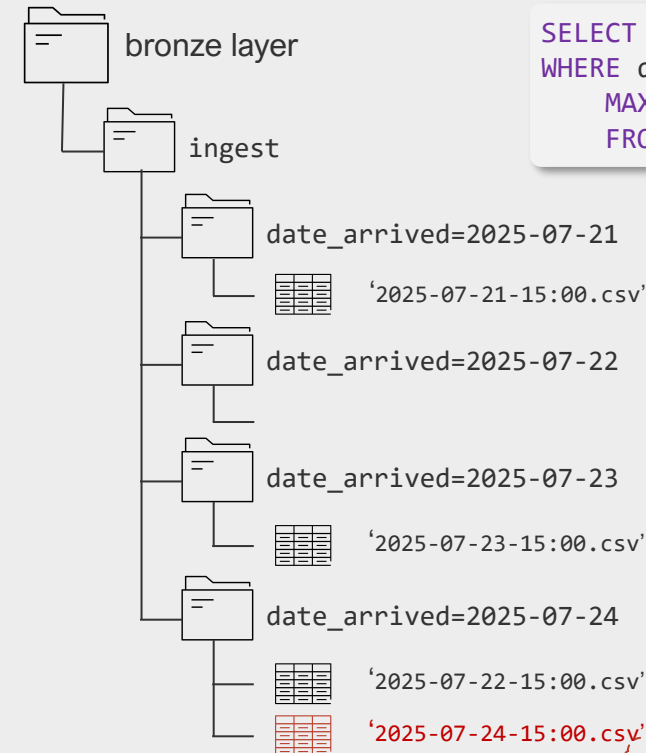 bronze layer
SELECT
WHERE
MAX
FRO
ingest
date_arrived=2025-07-21
‘2025-07-21-15:00.csv’
date_arrived=2025-07-22
date_arrived=2025-07-23
‘2025-07-23-15:00.csv’
date_arrived=2025-07-24
‘2025-07-22-15:00.csv’
‘2025-07-24-15:00.csv’